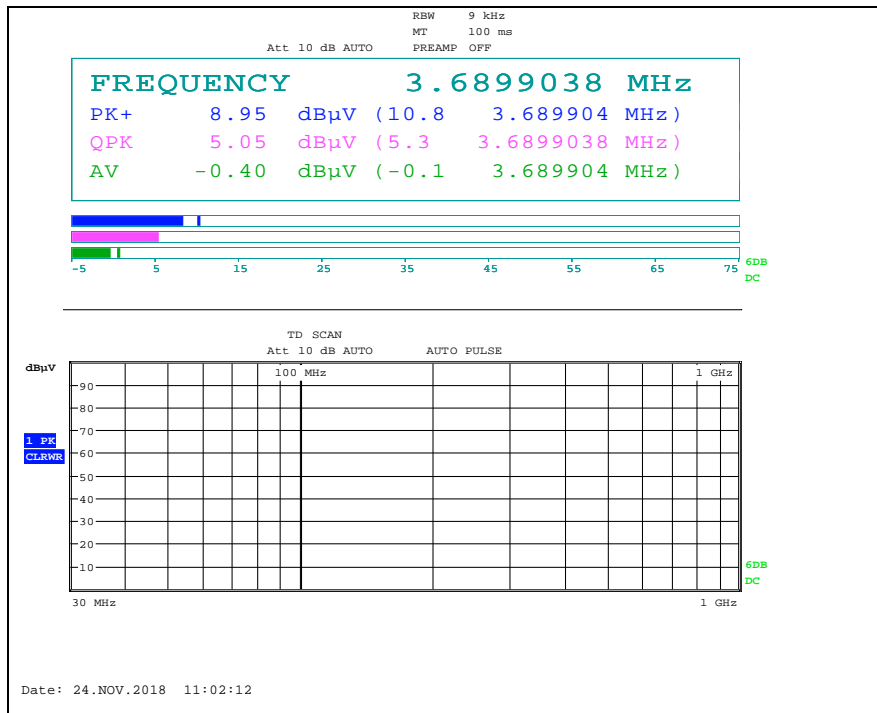 RBW 9 kHz
MT 100 ms
Att 10 dB AUTO PREAMP OFF
FREQUENCY 3.6899038 MHz
PK+ 8.95 dBµV (10.8 3.689904 MHz)
QPK 5.05 dBµV (5.3 3.6899038 MHz)
AV -0.40 dBµV (-0.1 3.689904 MHz)
-5 5 15 25 35 45 55 65 75
6DB
DC
TD SCAN
Att 10 dB AUTO AUTO PULSE
dBµV
100 MHz 1 GHz
90
80
70
1 PK
CLRWR
60
50
40
30
20
10
6DB
DC
30 MHz 1 GHz
Date: 24.NOV.2018 11:02:12